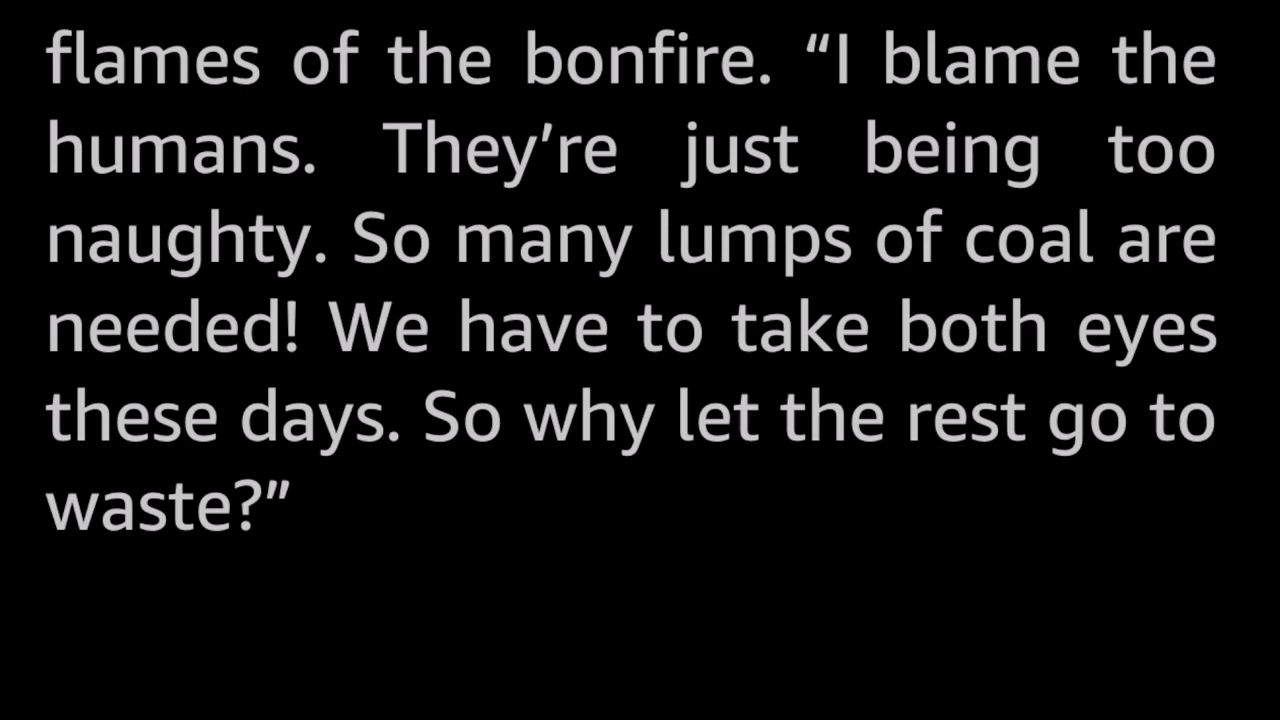 flames of the bonfire. “I blame the
humans. They’re just being too
naughty. So many lumps of coal are
needed! We have to take both eyes
these days. So why let the rest go to
waste?”